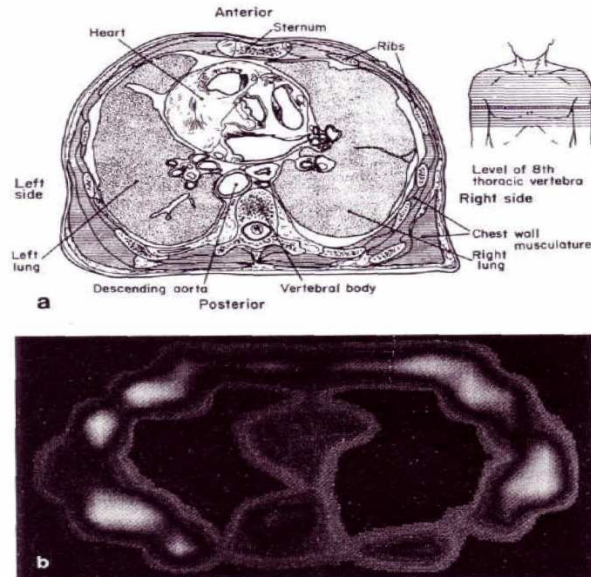 Anterior
Heart
Sternum
Ribs
Level of 8th
thoracic vertebra
Left
side
Right side
Chest wall
musculature
Left
lung
Right
lung
Descending aorta
Vertebral body
Posterior
a
b